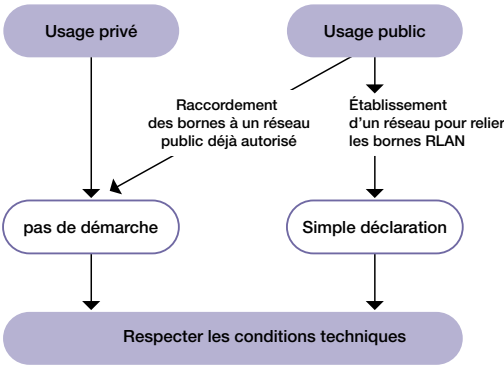 Usage privé
Usage public
Raccordement
des bornes à un réseau
public déjà autorisé
Établissement
d'un réseau pour relier
les bornes RLAN
pas de démarche
Simple déclaration
Respecter les conditions techniques